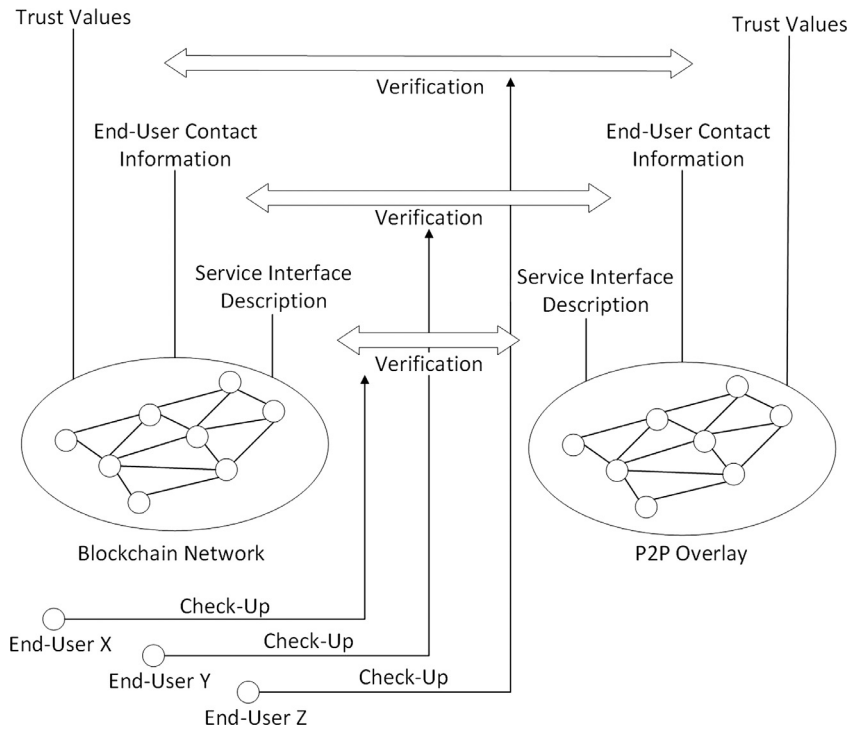 Trust Values
Trust Values
Verification
End-User Contact
Information
End-User Contact
Information
Verification
Service Interface
Description
Service Interface
Description
Verification
Blockchain Network
P2P Overlay
Check-Up
End-User X
Check-Up
End-User Y
Check-Up
End-User Z